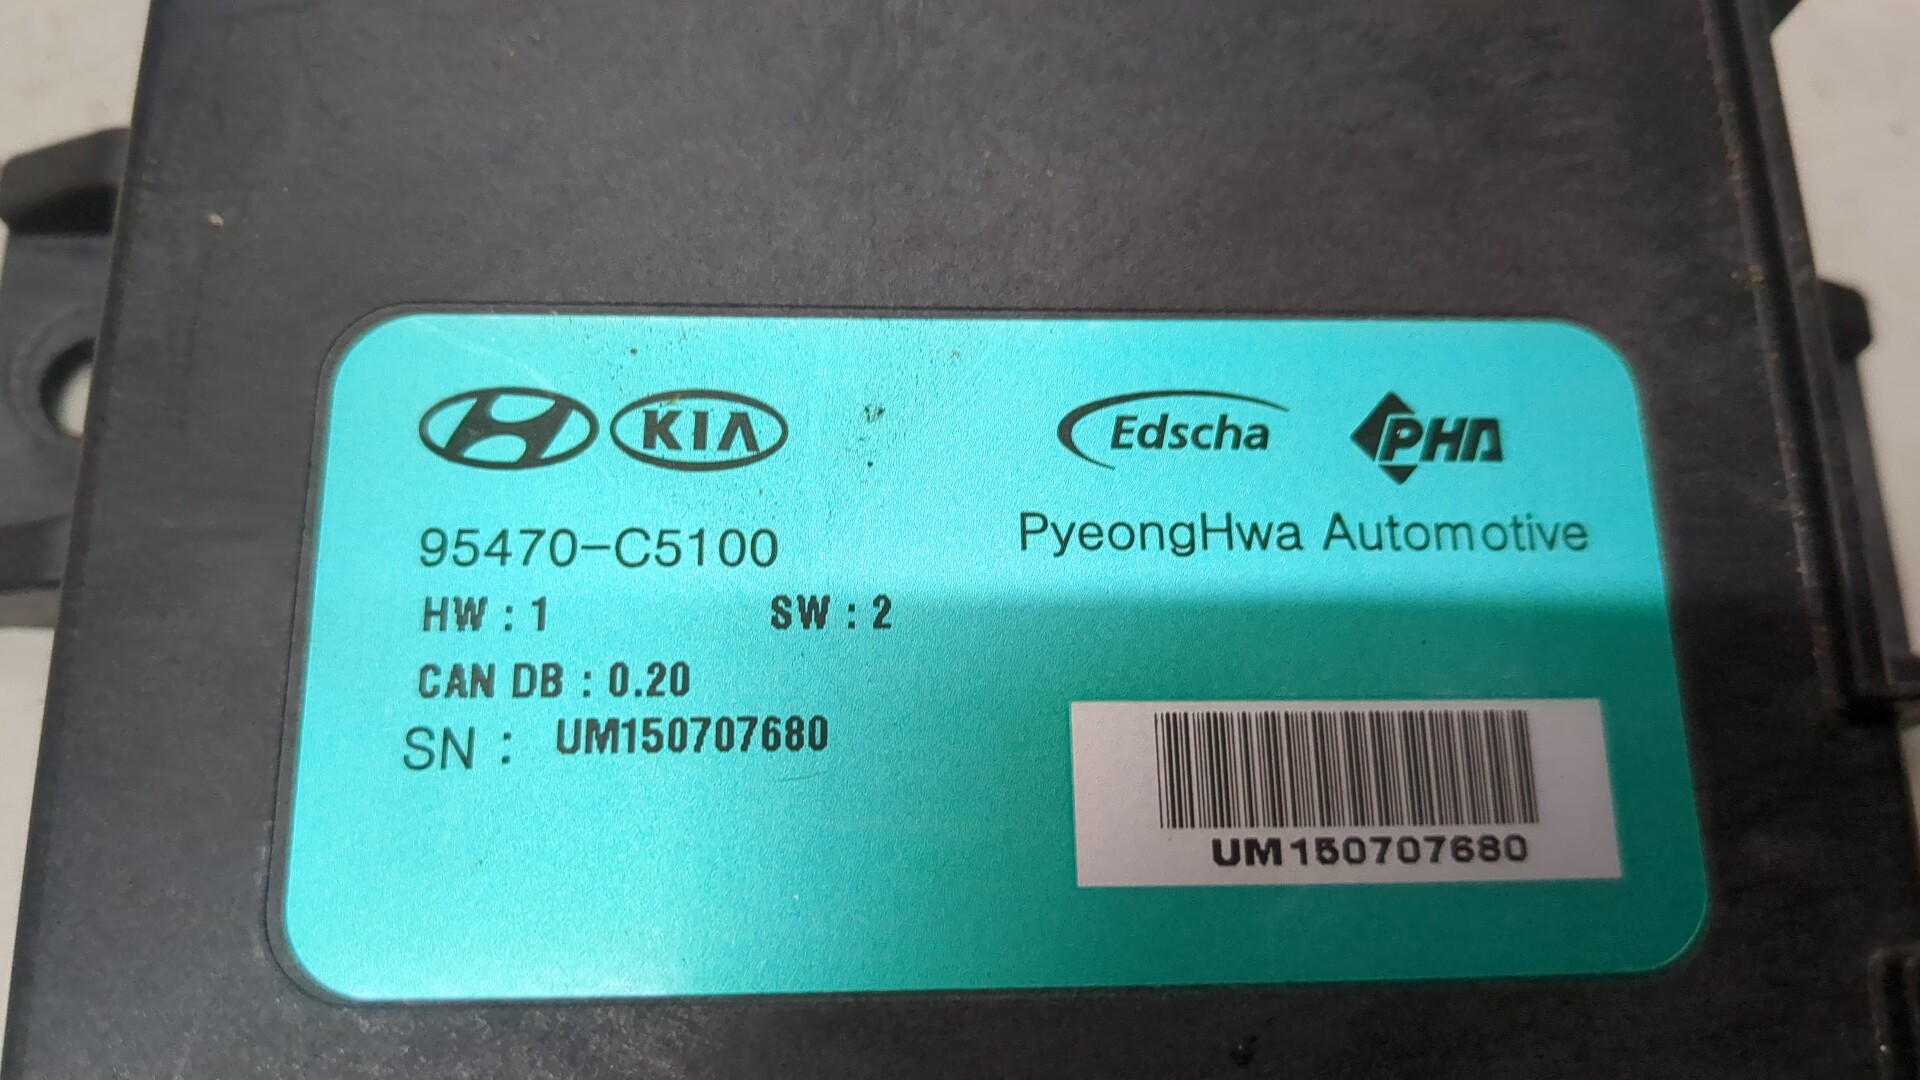 KIA
Edscha PHA
95470-C5100
PyeongHwa Automotive
HW : 1 SW : 2
CAN DB : 0.20
SN : UM150707680
UM150707680